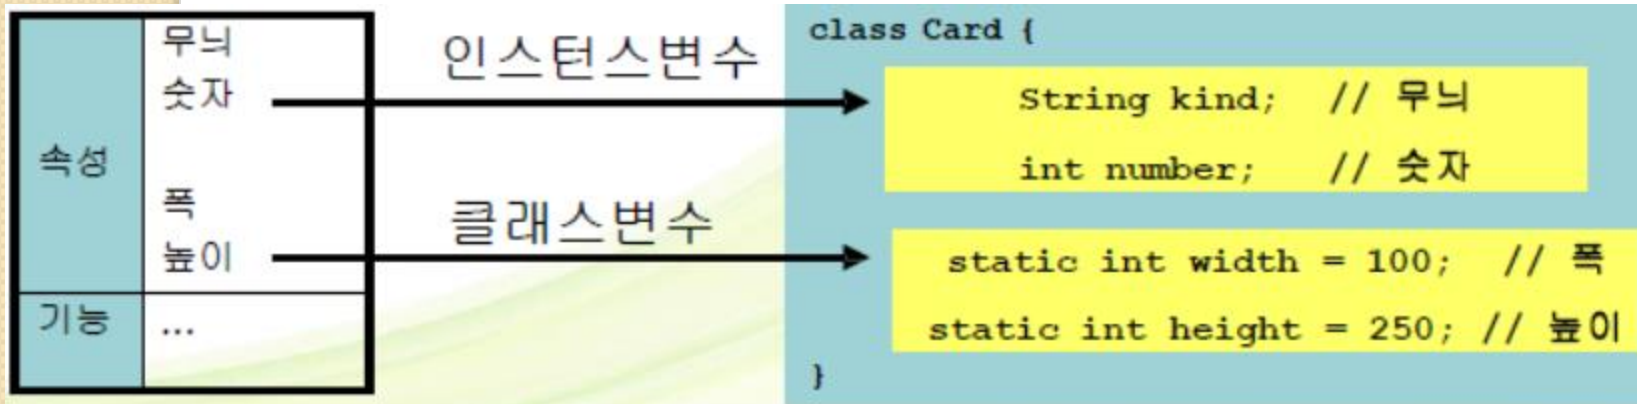 속성
무늬
숫자
폭
높이
기능
...
인스턴스변수
클래스변수
class Card {
String kind; // 무늬
int number; // 숫자
static int width = 100; // 폭
static int height = 250; // 높이
}